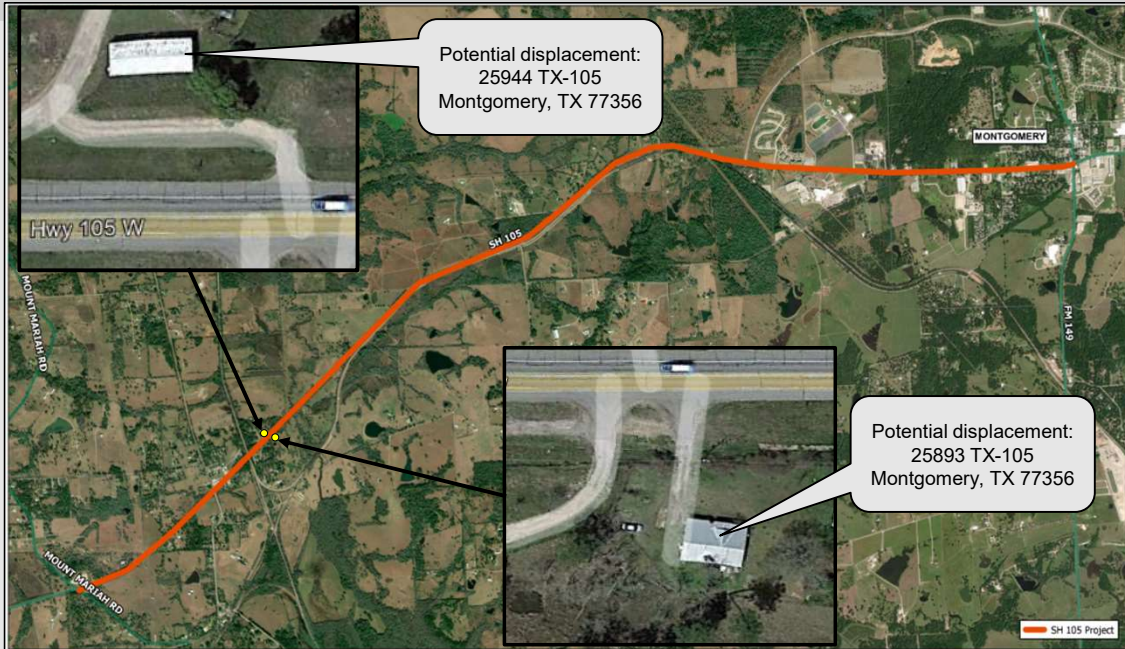 Potential displacement:
25944 TX-105
Montgomery, TX 77356
Hwy 105 W
MONTGOMERY
SH 105
MOUNT MARIAH RD
FM 149
Potential displacement:
25893 TX-105
Montgomery, TX 77356
MOUNT MARIAH RD
SH 105 Project